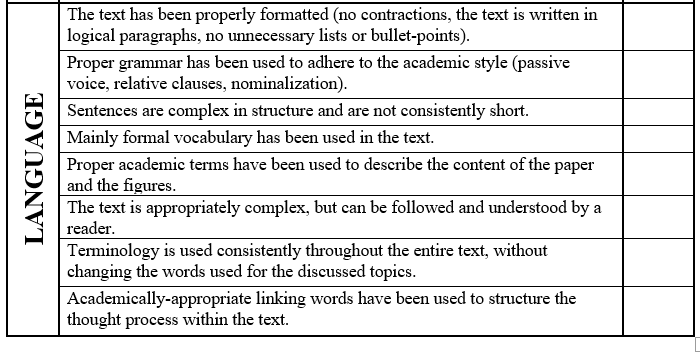 LANGUAGE
The text has been properly formatted (no contractions, the text is written in
logical paragraphs, no unnecessary lists or bullet-points).
Proper grammar has been used to adhere to the academic style (passive
voice, relative clauses, nominalization).
Sentences are complex in structure and are not consistently short.
Mainly formal vocabulary has been used in the text.
Proper academic terms have been used to describe the content of the paper
and the figures.
The text is appropriately complex, but can be followed and understood by a
reader.
Terminology is used consistently throughout the entire text, without
changing the words used for the discussed topics.
Academically-appropriate linking words have been used to structure the
thought process within the text.